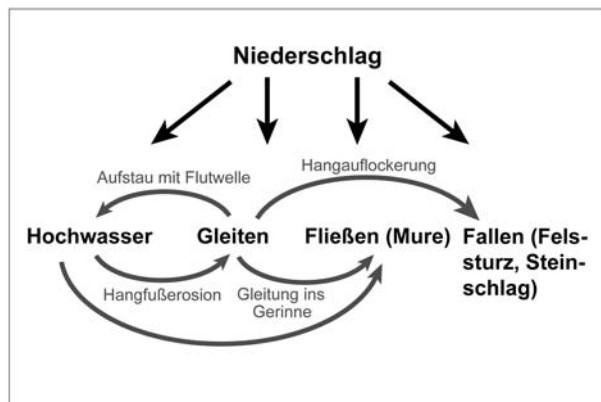 Niederschlag
Aufstau mit Flutwelle
Hangauflockerung
Hochwasser
Gleiten
Fließen (Mure)
Fallen (Fels-
sturz, Stein-
schlag)
Hangfußerosion
Gleitung ins
Gerinne